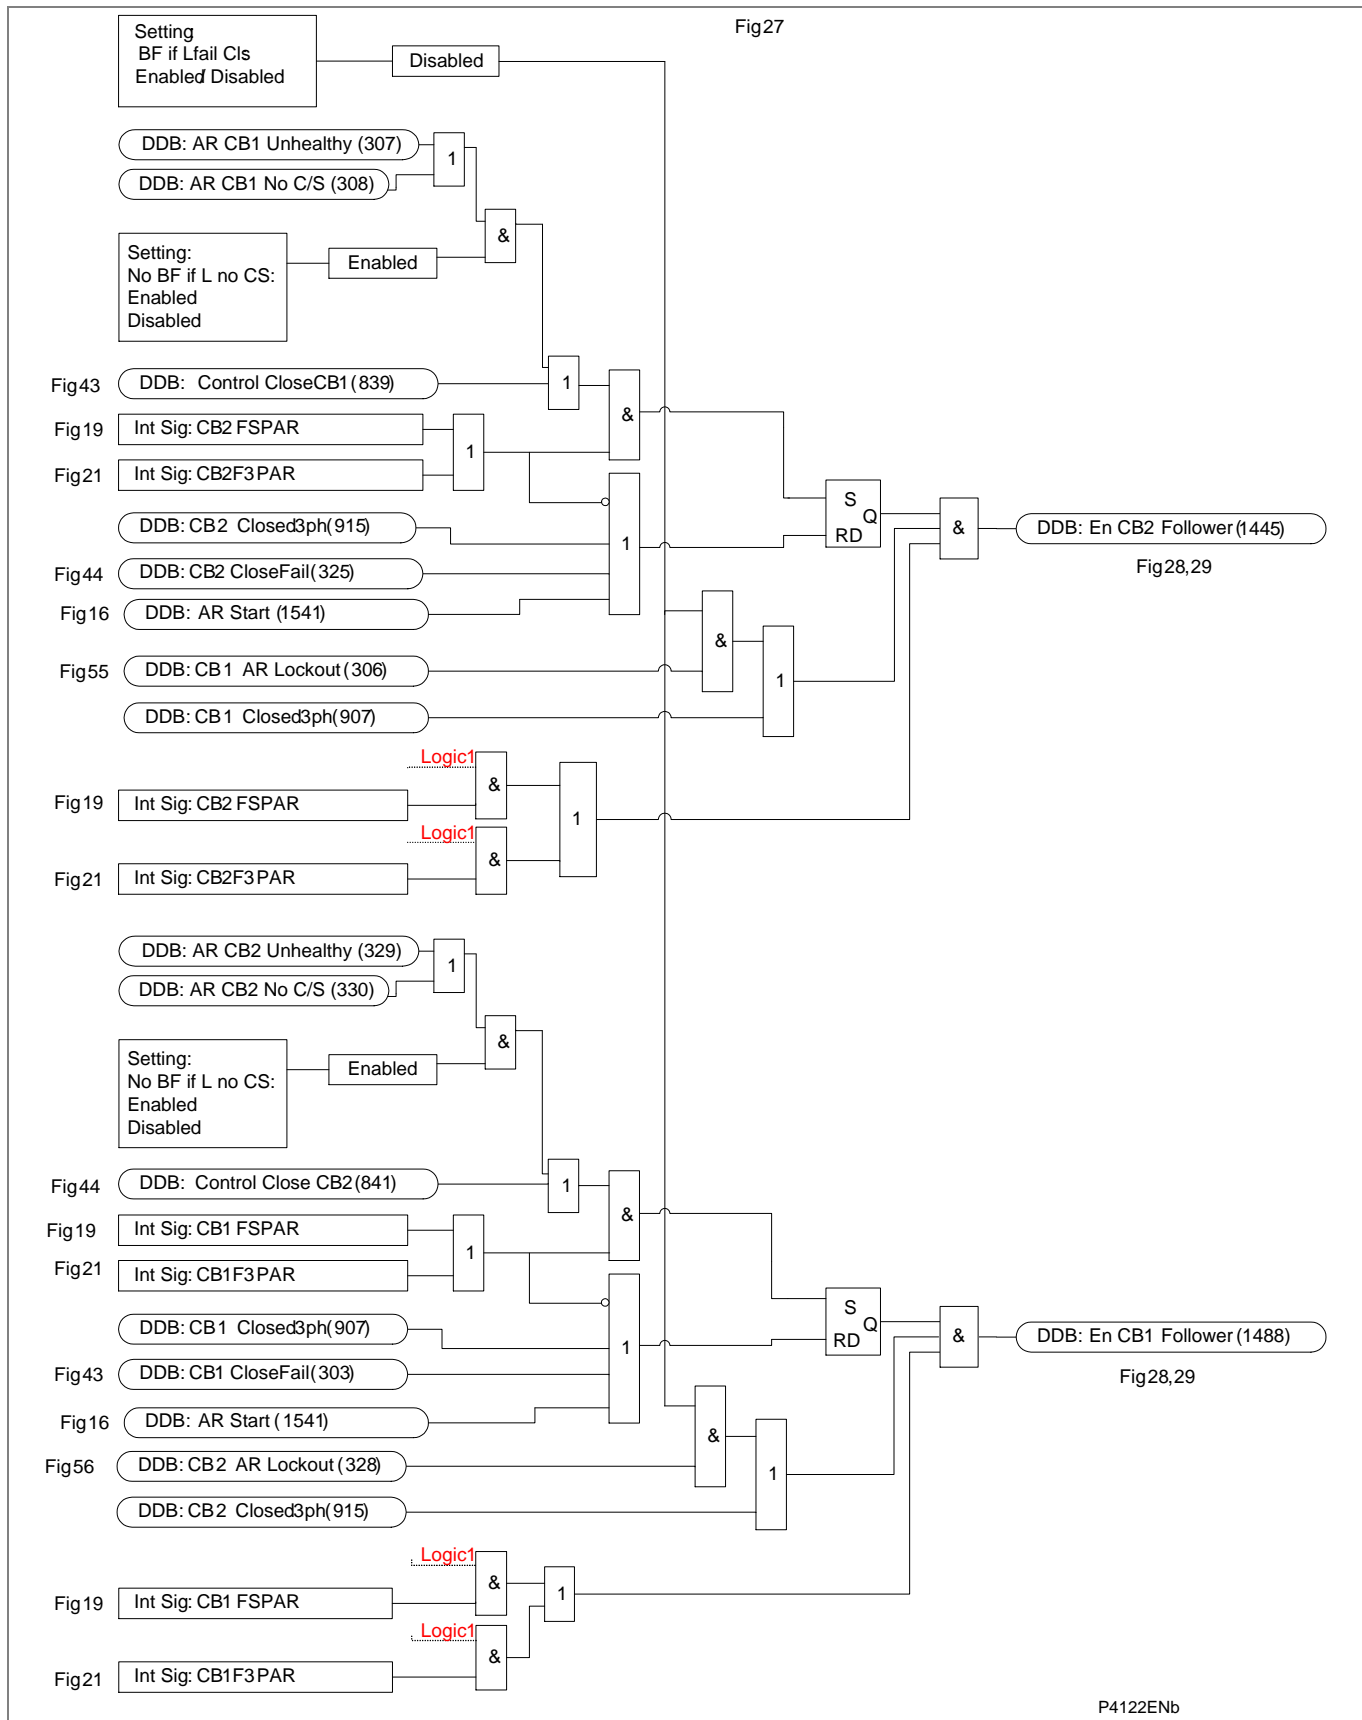 Fig27
Setting
BF if Lfail Cls
Enabled/ Disabled
Disabled
DDB: AR CB1 Unhealthy (307)
1
DDB: AR CB1 No C/S (308)
&
Setting:
No BF if L no CS:
Enabled
Disabled
Enabled
Fig43
DDB: Control CloseCB1 (839)
1
&
Fig19
Int Sig: CB2 FSPAR
1
Fig21
Int Sig: CB2F3PAR
DDB: CB2 Closed3ph(915)
1
S
Q
RD
&
DDB: En CB2 Follower (1445)
Fig28,29
Fig44
DDB: CB2 CloseFail(325)
Fig16
DDB: AR Start (1541)
&
Fig55
DDB: CB1 AR Lockout (306)
1
DDB: CB1 Closed3ph(907)
Logic1
&
Fig19
Int Sig: CB2 FSPAR
1
Logic1
&
Fig21
Int Sig: CB2F3PAR
DDB: AR CB2 Unhealthy (329)
1
DDB: AR CB2 No C/S (330)
&
Setting:
No BF if L no CS:
Enabled
Disabled
Enabled
Fig44
DDB: Control Close CB2 (841)
1
&
Fig19
Int Sig: CB1 FSPAR
1
Fig21
Int Sig: CB1F3PAR
DDB: CB1 Closed3ph(907)
1
S
Q
RD
&
DDB: En CB1 Follower (1488)
Fig28,29
Fig43
DDB: CB1 CloseFail(303)
Fig16
DDB: AR Start (1541)
&
Fig56
DDB: CB2 AR Lockout (328)
1
DDB: CB2 Closed3ph(915)
Logic1
&
Fig19
Int Sig: CB1 FSPAR
1
Logic1
&
Fig21
Int Sig: CB1F3PAR
P4122ENb